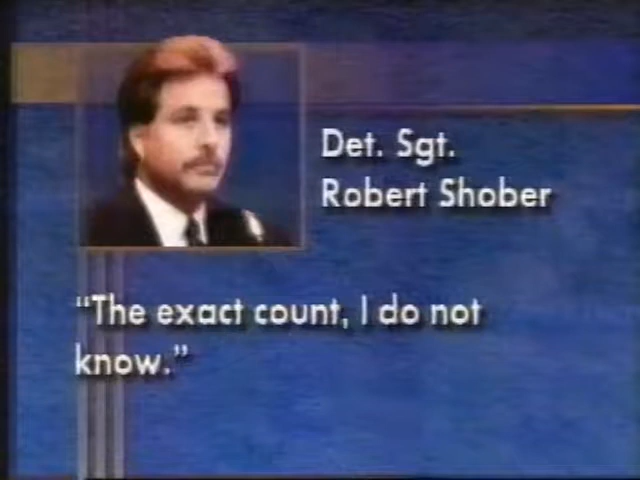 Det. Sgt.
Robert Shober
“The exact count, I do not
know.”